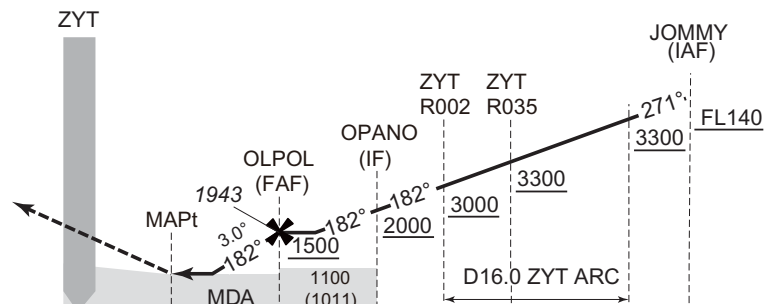 ZYT
JOMMY
(IAF)
ZYT
R002
ZYT
R035
271°
FL140
3300
OPANO
(IF)
OLPOL
(FAF)
182°
3300
3000
2000
1943
182°
MAPt
3.0°
182°
1500
1100
(1011)
D16.0 ZYT ARC
MDA